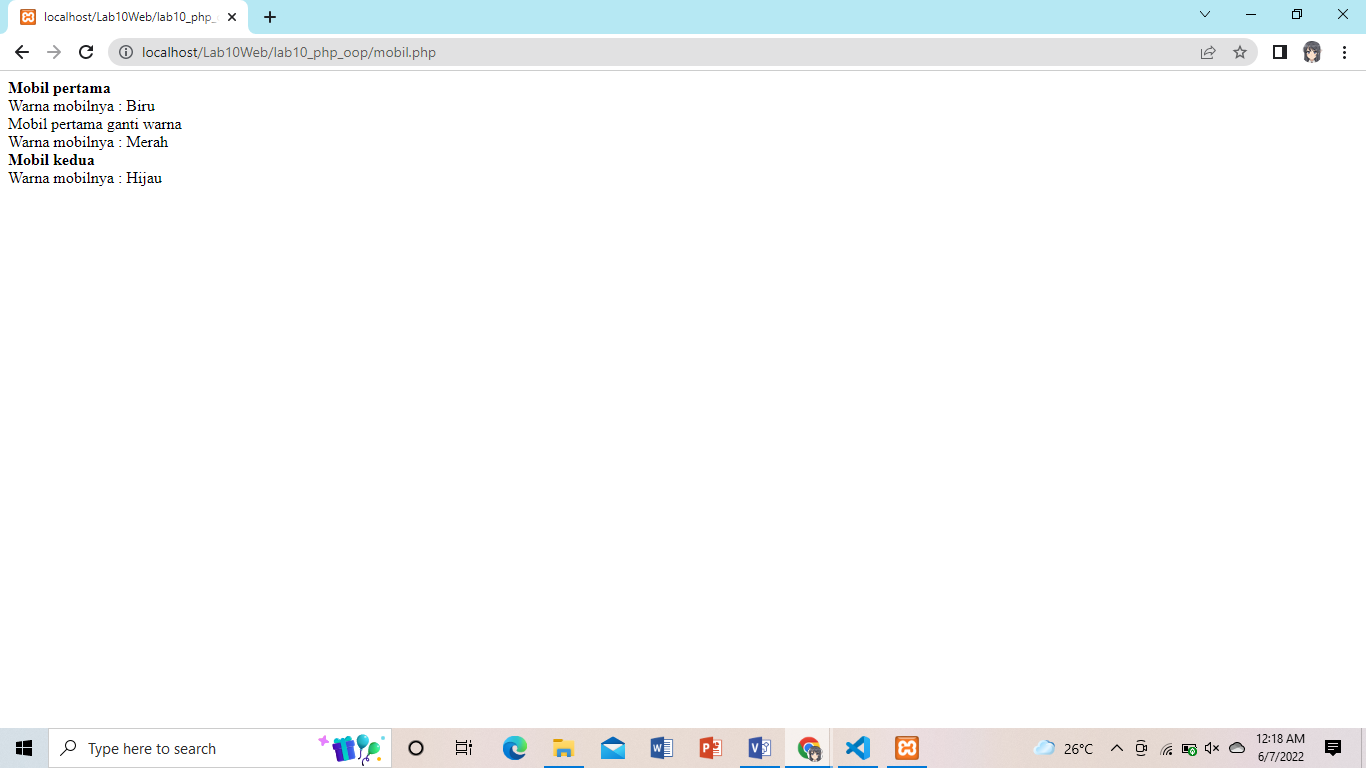 localhost/Lab10Web/lab10_php_
localhost/Lab10Web/lab10_php_oop/mobil.php
Mobil pertama
Warna mobilnya : Biru
Mobil pertama ganti warna
Warna mobilnya : Merah
Mobil kedua
Warna mobilnya : Hijau
Type here to search
26°C
12:18 AM
6/7/2022